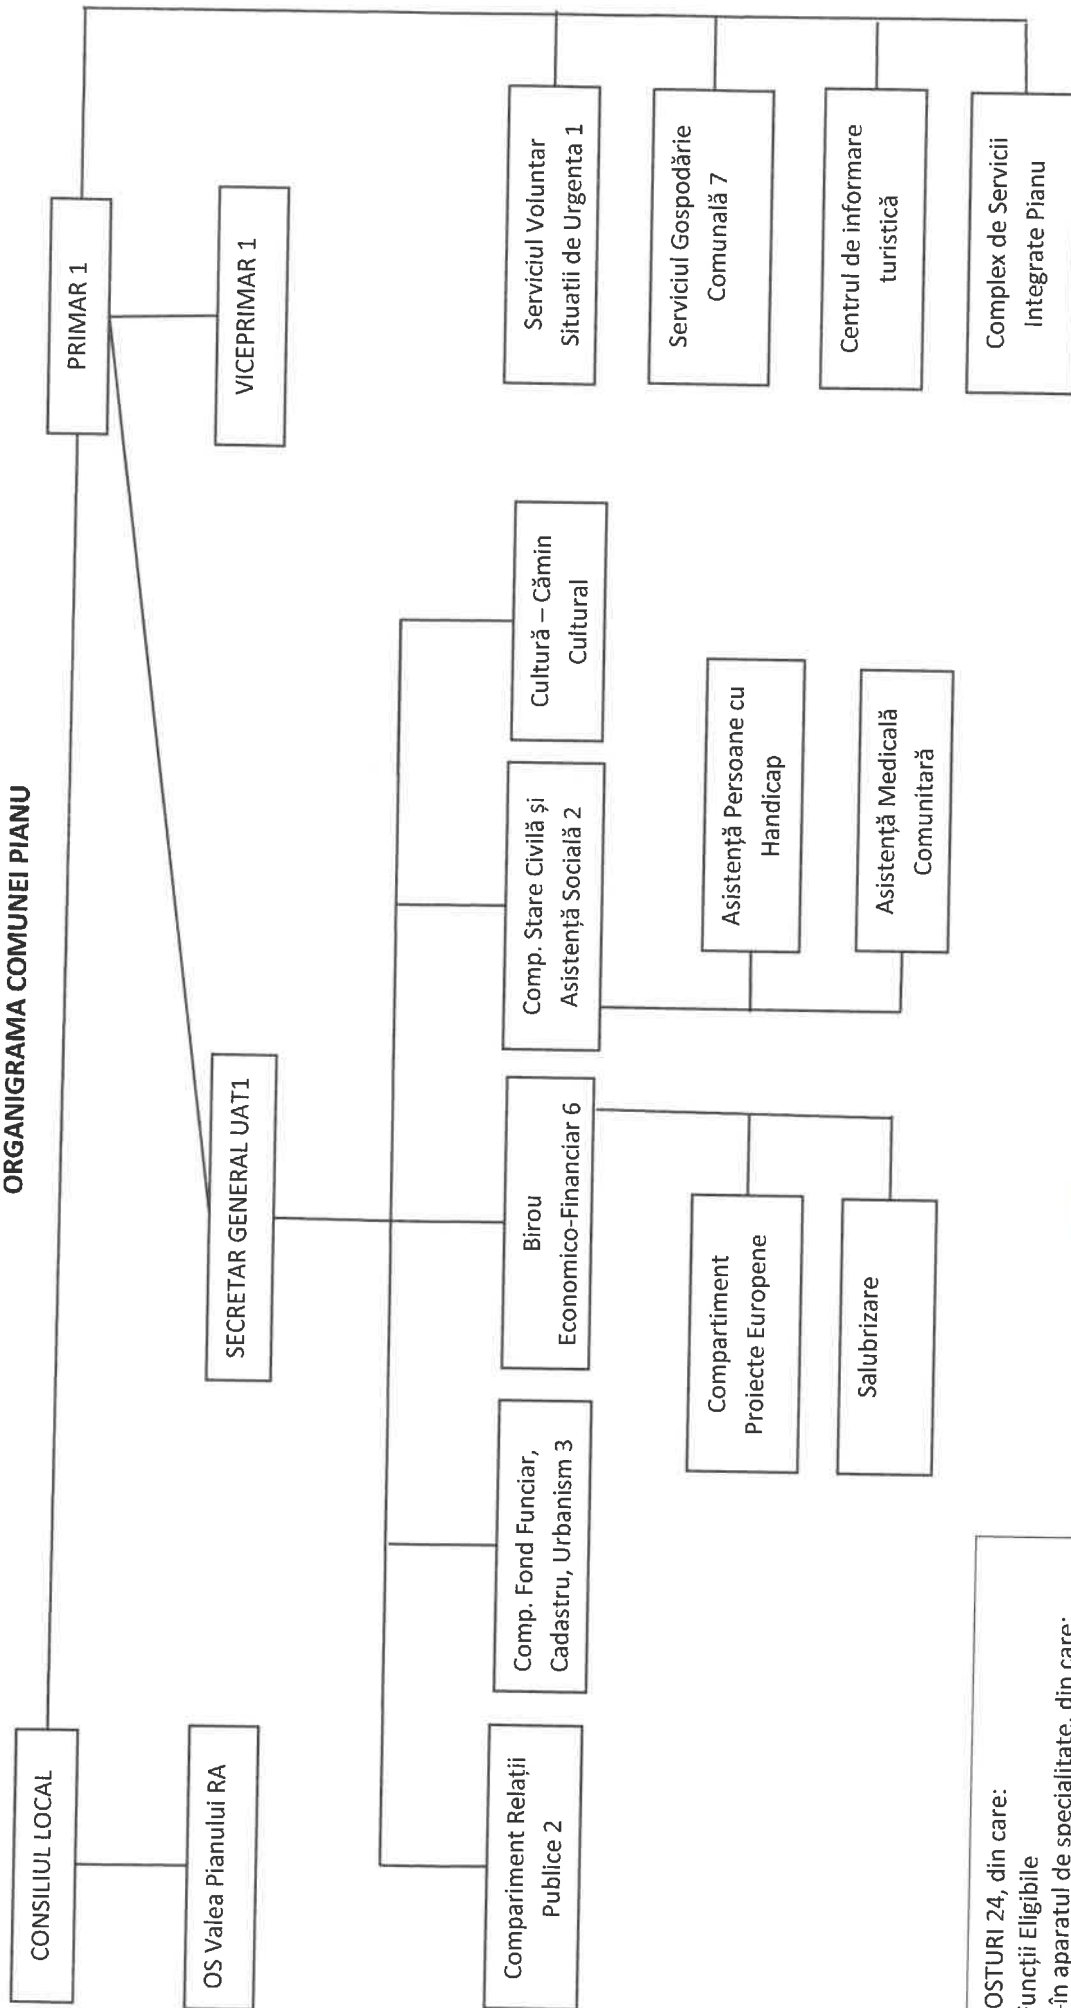 ORGANIGRAMA COMUNEI PIANU
CONSILIUL LOCAL
PRIMAR 1
OS Valea Pianului RA
SECRETAR GENERAL UAT1
VICEPRIMAR 1
Compariment Relații
Publice 2
Comp. Fond Funciar,
Cadastru, Urbanism 3
Birou
Economico-Financiar 6
Comp. Stare Civilă și
Asistență Socială 2
Cultură – Cămin
Cultural
Serviciul Voluntar
Situatii de Urgenta 1
Compartiment
Proiecte Europene
Salubrizare
Asistență Persoane cu
Handicap
Asistență Medicală
Comunitară
Serviciul Gospodărie
Comunală 7
Centrul de informare
turistică
Complex de Servicii
Integrate Pianu
OSTURI 24, din care:
uncții Eligibile
-în aparatul de specialitate, din care: